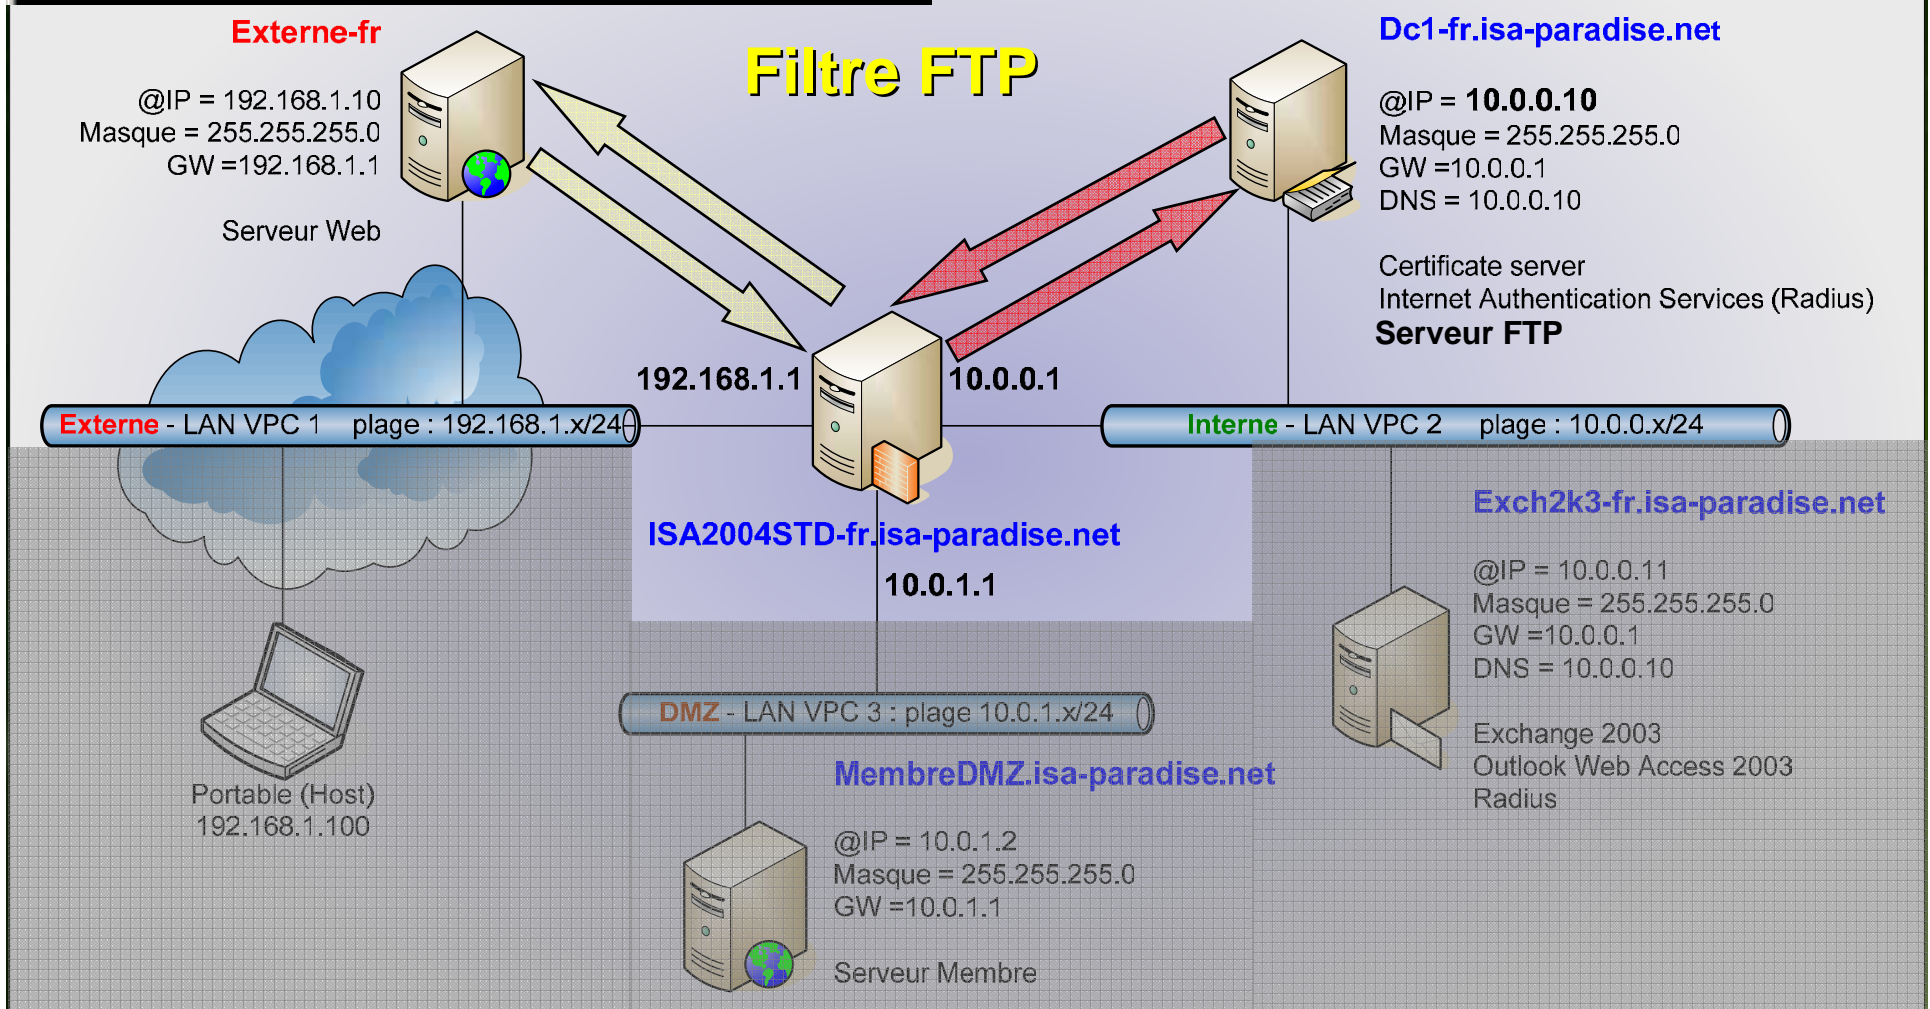 Filtre FTP
Externe-fr
@IP = 192.168.1.10
Masque = 255.255.255.0
GW =192.168.1.1
Serveur Web
Dc1-fr.isa-paradise.net
@IP = 10.0.0.10
Masque = 255.255.255.0
GW =10.0.0.1
DNS = 10.0.0.10
Certificate server
Internet Authentication Services (Radius)
Serveur FTP
192.168.1.1
10.0.0.1
Externe - LAN VPC 1 plage : 192.168.1.x/24
Interne - LAN VPC 2 plage : 10.0.0.x/24
ISA2004STD-fr.isa-paradise.net
10.0.1.1
Exch2k3-fr.isa-paradise.net
@IP = 10.0.0.11
Masque = 255.255.255.0
GW =10.0.0.1
DNS = 10.0.0.10
Exchange 2003
Outlook Web Access 2003
Radius
Portable (Host)
192.168.1.100
DMZ - LAN VPC 3 : plage 10.0.1.x/24
MembreDMZ.isa-paradise.net
@IP = 10.0.1.2
Masque = 255.255.255.0
GW =10.0.1.1
Serveur Membre